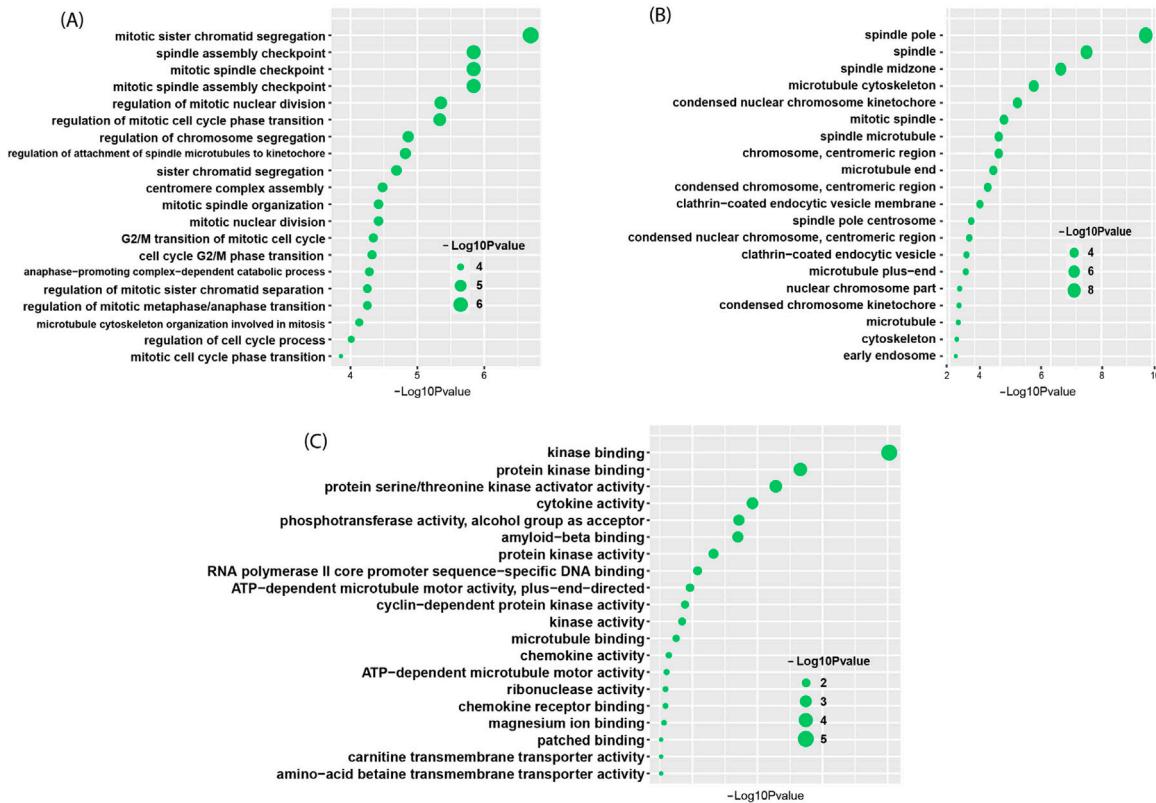 (A)
mitotic sister chromatid segregation
spindle assembly checkpoint
mitotic spindle checkpoint
mitotic spindle assembly checkpoint
regulation of mitotic nuclear division
regulation of mitotic cell cycle phase transition
regulation of chromosome segregation
regulation of attachment of spindle microtubules to kinetochore
sister chromatid segregation
centromere complex assembly
mitotic spindle organization
mitotic nuclear division
G2/M transition of mitotic cell cycle
cell cycle G2/M phase transition
anaphase−promoting complex−dependent catabolic process
regulation of mitotic sister chromatid separation
regulation of mitotic metaphase/anaphase transition
microtubule cytoskeleton organization involved in mitosis
regulation of cell cycle process
mitotic cell cycle phase transition
− Log10Pvalue
4
5
6
4 5 6
−Log10Pvalue
(B)
spindle pole
spindle
spindle midzone
microtubule cytoskeleton
condensed nuclear chromosome kinetochore
mitotic spindle
spindle microtubule
chromosome, centromeric region
microtubule end
condensed chromosome, centromeric region
clathrin−coated endocytic vesicle membrane
spindle pole centrosome
condensed nuclear chromosome, centromeric region
clathrin−coated endocytic vesicle
microtubule plus−end
nuclear chromosome part
condensed chromosome kinetochore
microtubule
cytoskeleton
early endosome
− Log10Pvalue
4
6
8
2 4 6 8 10
−Log10Pvalue
(C)
kinase binding
protein kinase binding
protein serine/threonine kinase activator activity
cytokine activity
phosphotransferase activity, alcohol group as acceptor
amyloid−beta binding
protein kinase activity
RNA polymerase II core promoter sequence−specific DNA binding
ATP−dependent microtubule motor activity, plus−end−directed
cyclin−dependent protein kinase activity
kinase activity
microtubule binding
chemokine activity
ATP−dependent microtubule motor activity
ribonuclease activity
chemokine receptor binding
magnesium ion binding
patched binding
carnitine transmembrane transporter activity
amino−acid betaine transmembrane transporter activity
− Log10Pvalue
2
3
4
5
−Log10Pvalue